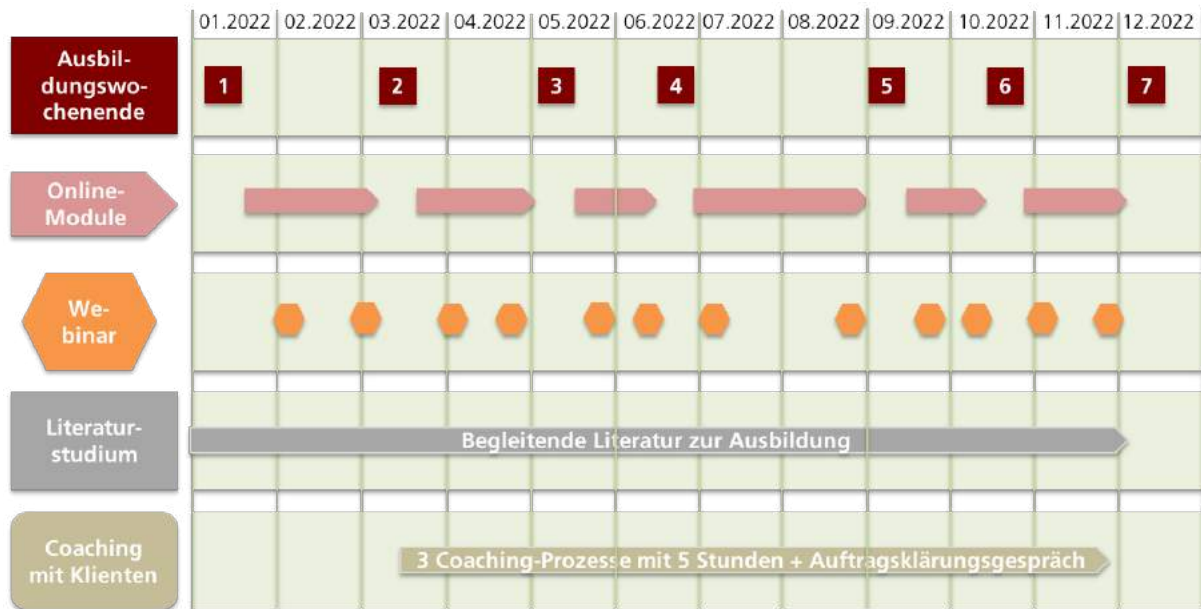 01.2022 02.2022 03.2022 04.2022 05.2022 06.2022 07.2022 08.2022 09.2022 10.2022 11.2022 12.2022
Ausbil-
dungswo-
chenende
1 2 3 4 5 6 7
Online-
Module
We-
binar
Literatur-
studium
Begleitende Literatur zur Ausbildung
Coaching
mit Klienten
3 Coaching-Prozesse mit 5 Stunden + Auftragsklärungsgespräch